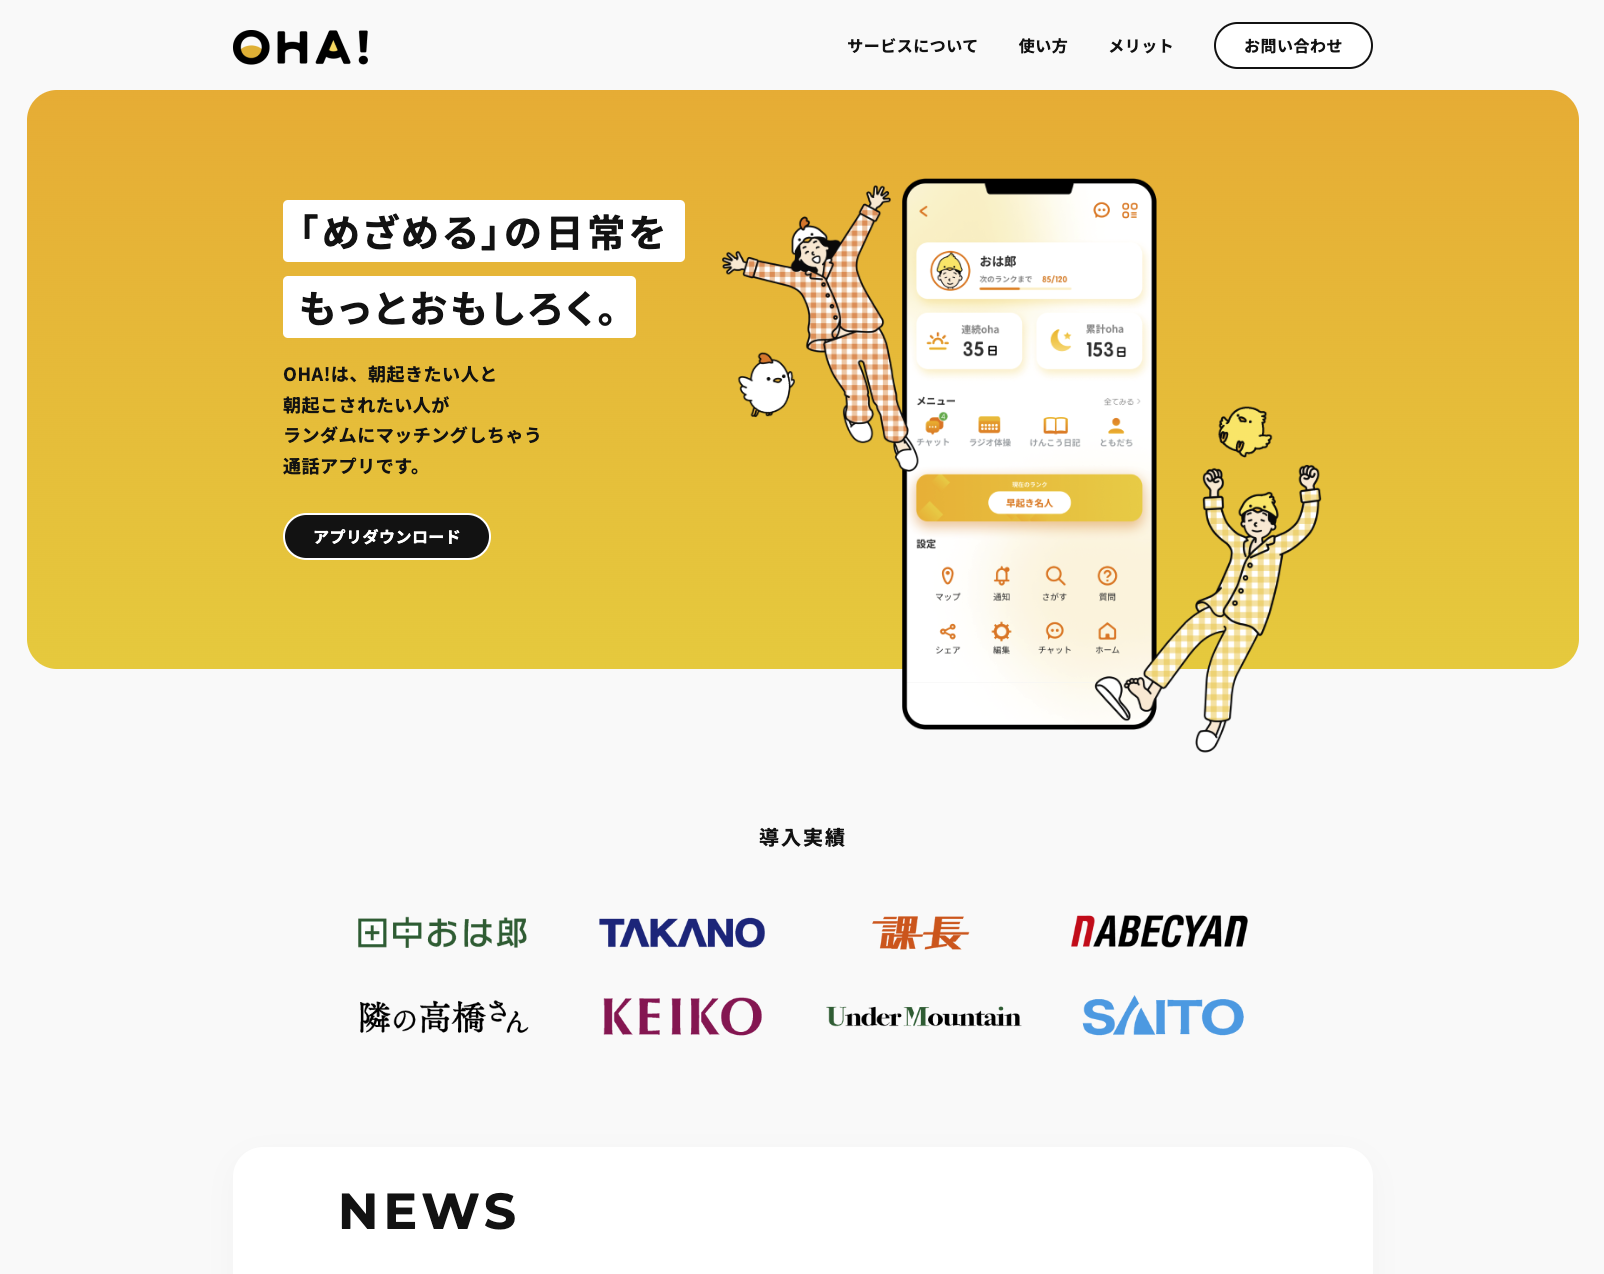 OHA!
サービスについて 使い方 メリット お問い合わせ
「めざめる」の日常を
もっとおもしろく。
OHA!は、朝起きたい人と
朝起こされたい人が
ランダムにマッチングしちゃう
通話アプリです。
アプリダウンロード
おは郎
次のランクまで 85/120
連続oha
35日
累計oha
153日
メニュー 全てみる
4
チャット ラジオ体操 けんこう日記 ともだち
現在のランク
早起き名人
設定
マップ 通知 さがす 質問
シェア 編集 チャット ホーム
導入実績
田中おは郎 TAKANO 課長 NABECYAN
隣の高橋さん KEIKO UnderMountain SAITO
NEWS